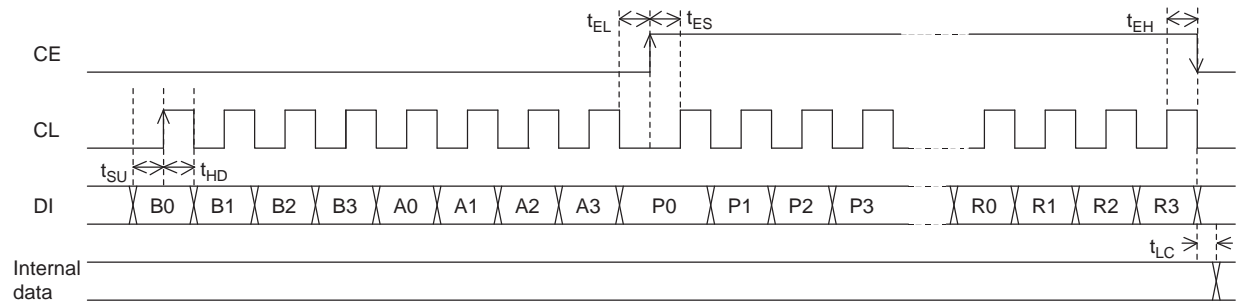 tEL tES tEH
CE
CL
tSU tHD
DI B0 B1 B2 B3 A0 A1 A2 A3 P0 P1 P2 P3 R0 R1 R2 R3
tLC
Internal
data